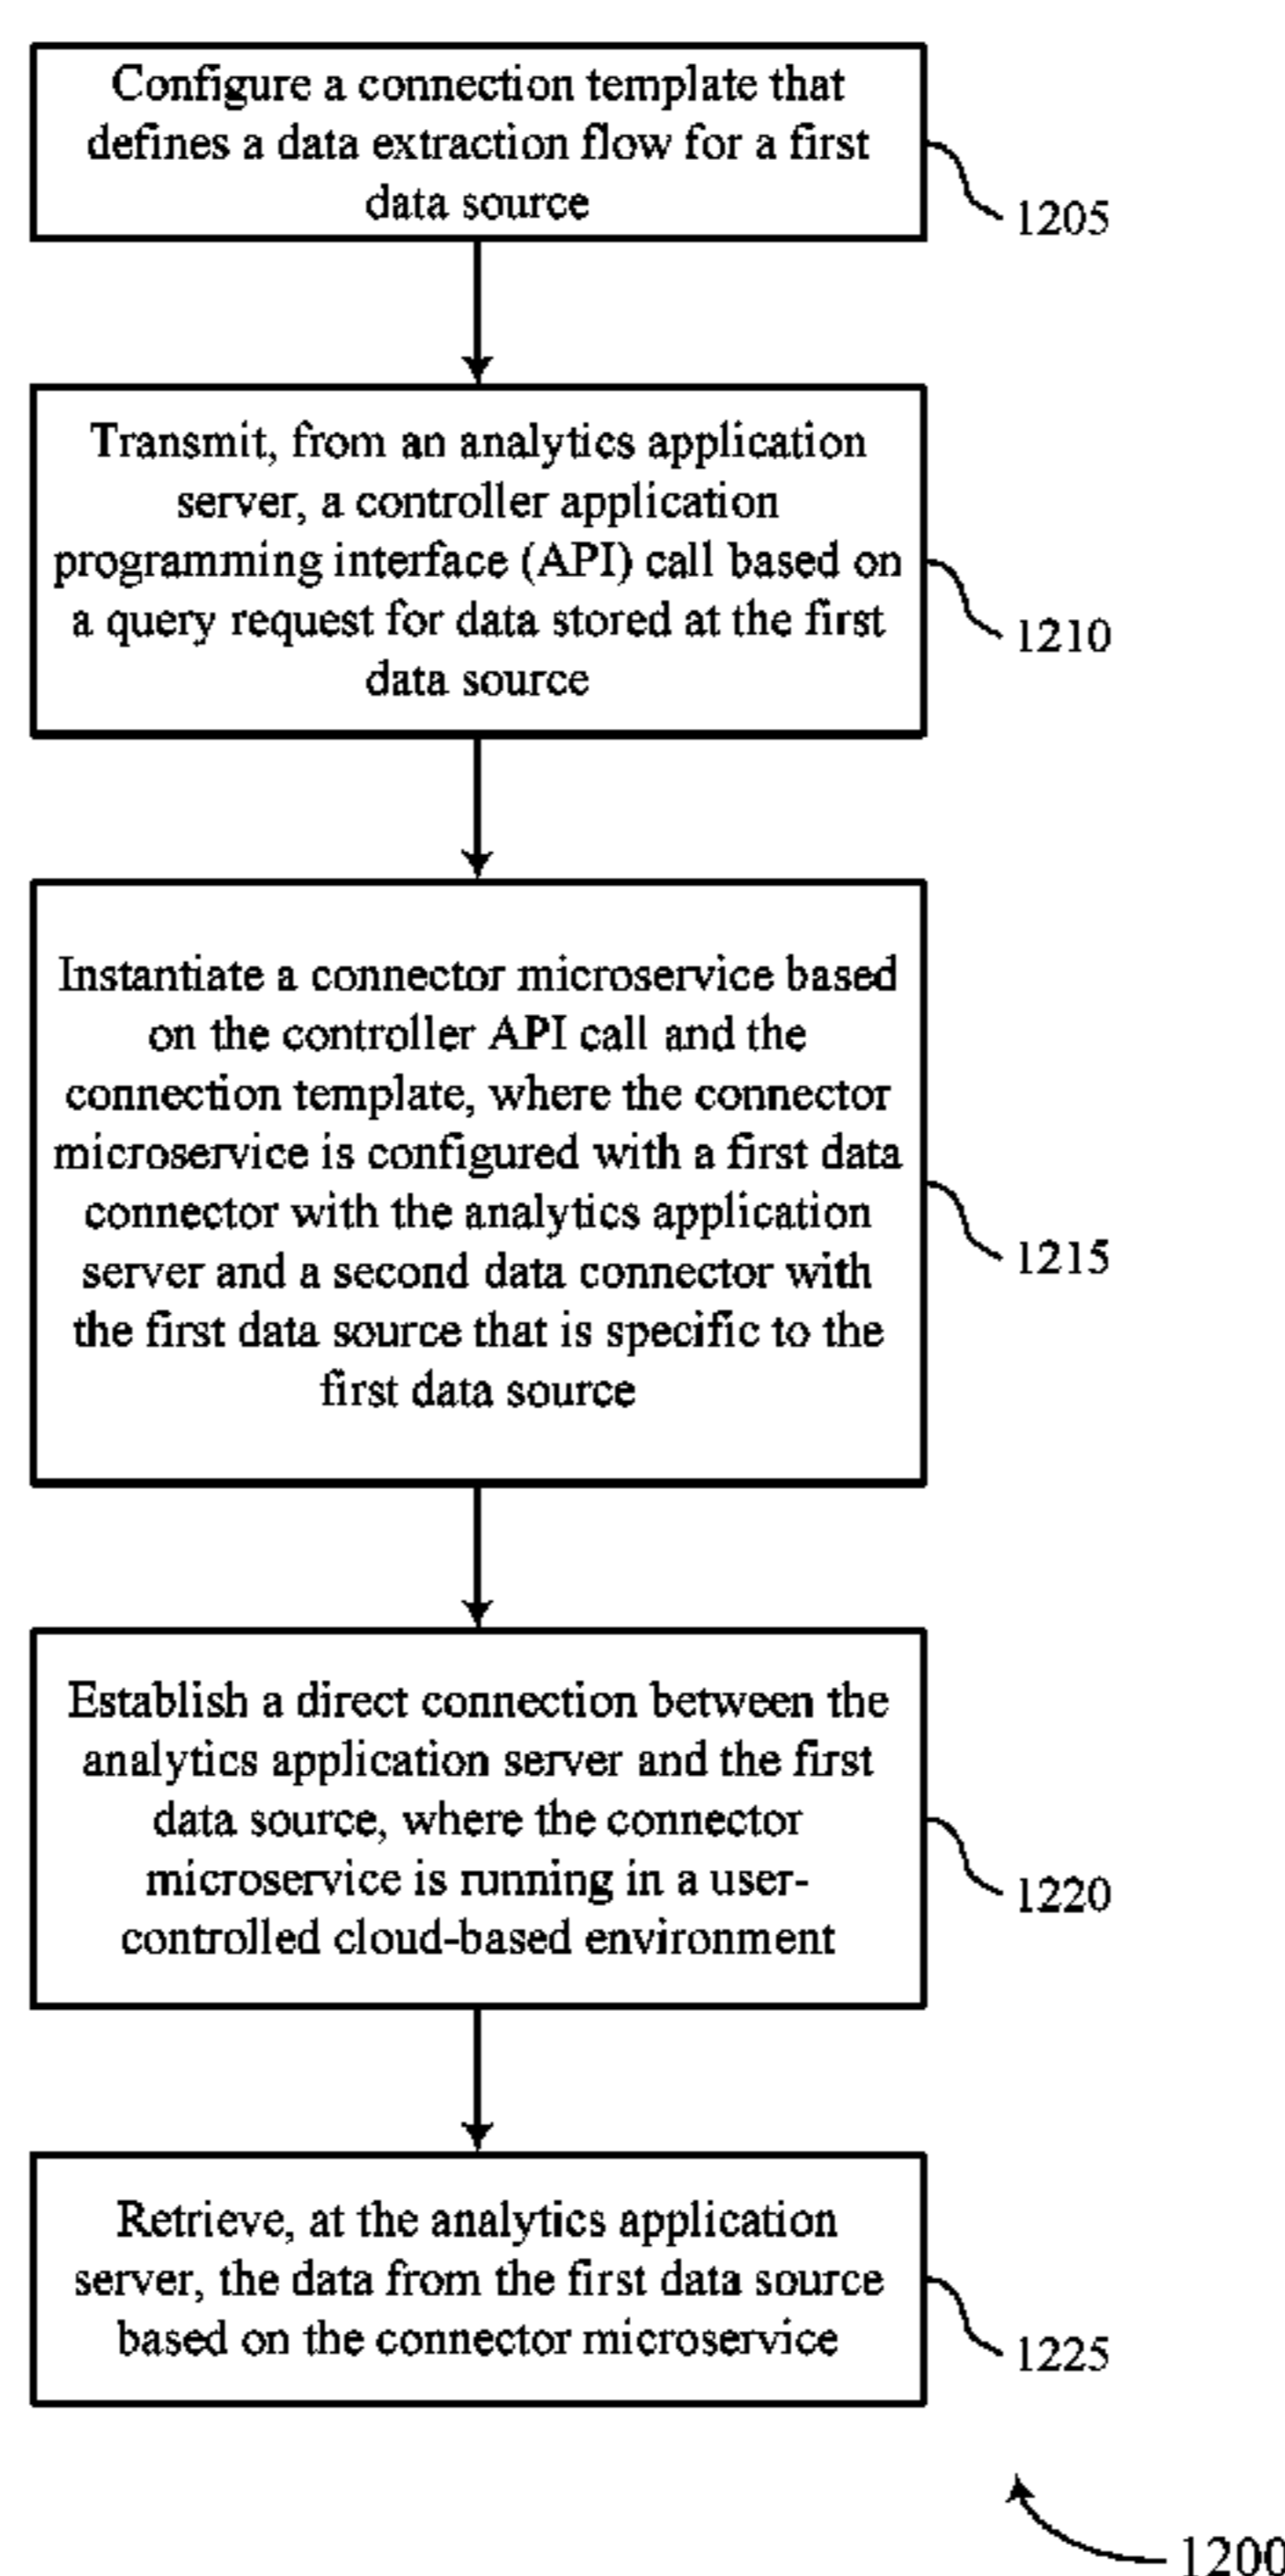 Configure a connection template that
defines a data extraction flow for a first
data source
1205
Transmit, from an analytics application
server, a controller application
programming interface (API) call based on
a query request for data stored at the first
data source
1210
Instantiate a connector microservice based
on the controller API call and the
connection template, where the connector
microservice is configured with a first data
connector with the analytics application
server and a second data connector with
the first data source that is specific to the
first data source
1215
Establish a direct connection between the
analytics application server and the first
data source, where the connector
microservice is running in a user-
controlled cloud-based environment
1220
Retrieve, at the analytics application
server, the data from the first data source
based on the connector microservice
1225
1200